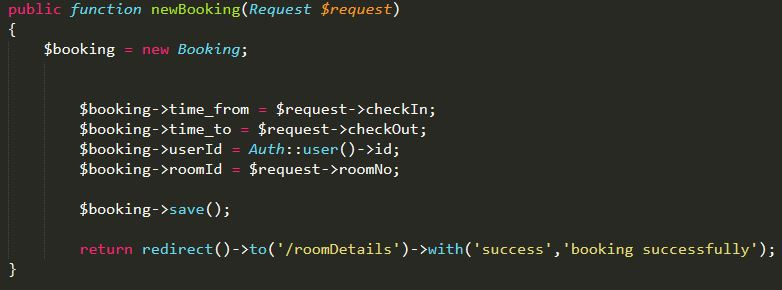 public function newBooking(Request $request)
{
$booking = new Booking;
$booking->time_from = $request->checkIn;
$booking->time_to = $request->checkOut;
$booking->userId = Auth::user()->id;
$booking->roomId = $request->roomNo;
$booking->save();
return redirect()->to('/roomDetails')->with('success','booking successfully');
}